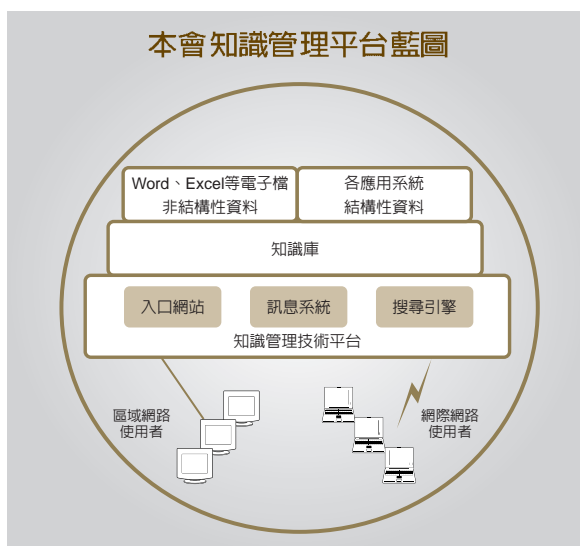 本會知識管理平台藍圖
Word、Excel等電子檔
非結構性資料
各應用系統
結構性資料
知識庫
入口網站
訊息系統
搜尋引擎
知識管理技術平台
區域網路
使用者
網際網路
使用者